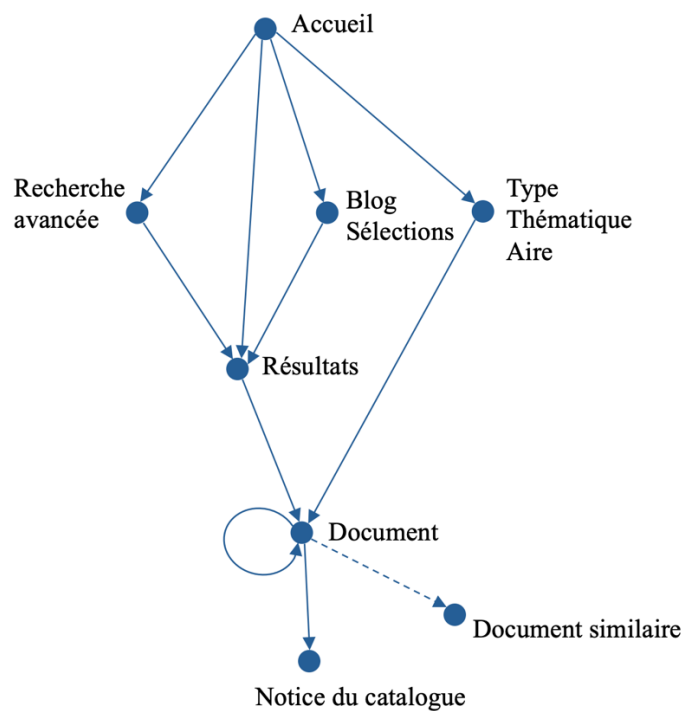 Accueil
Recherche
avancée
Blog
Sélections
Type
Thématique
Aire
Résultats
Document
Document similaire
Notice du catalogue